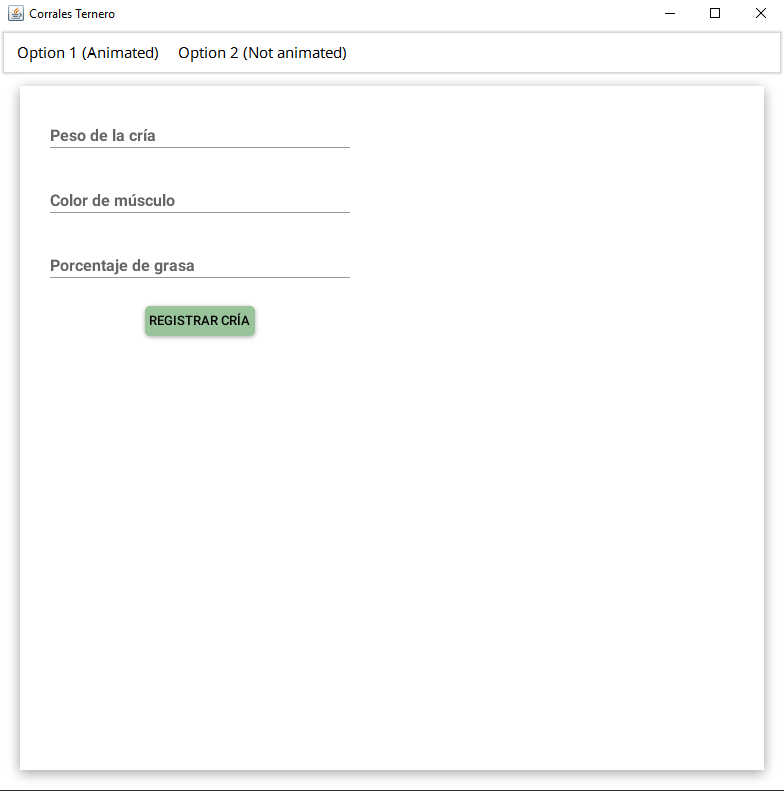 Corrales Ternero
Option 1 (Animated) Option 2 (Not animated)
Peso de la cría
Color de músculo
Porcentaje de grasa
REGISTRAR CRÍA